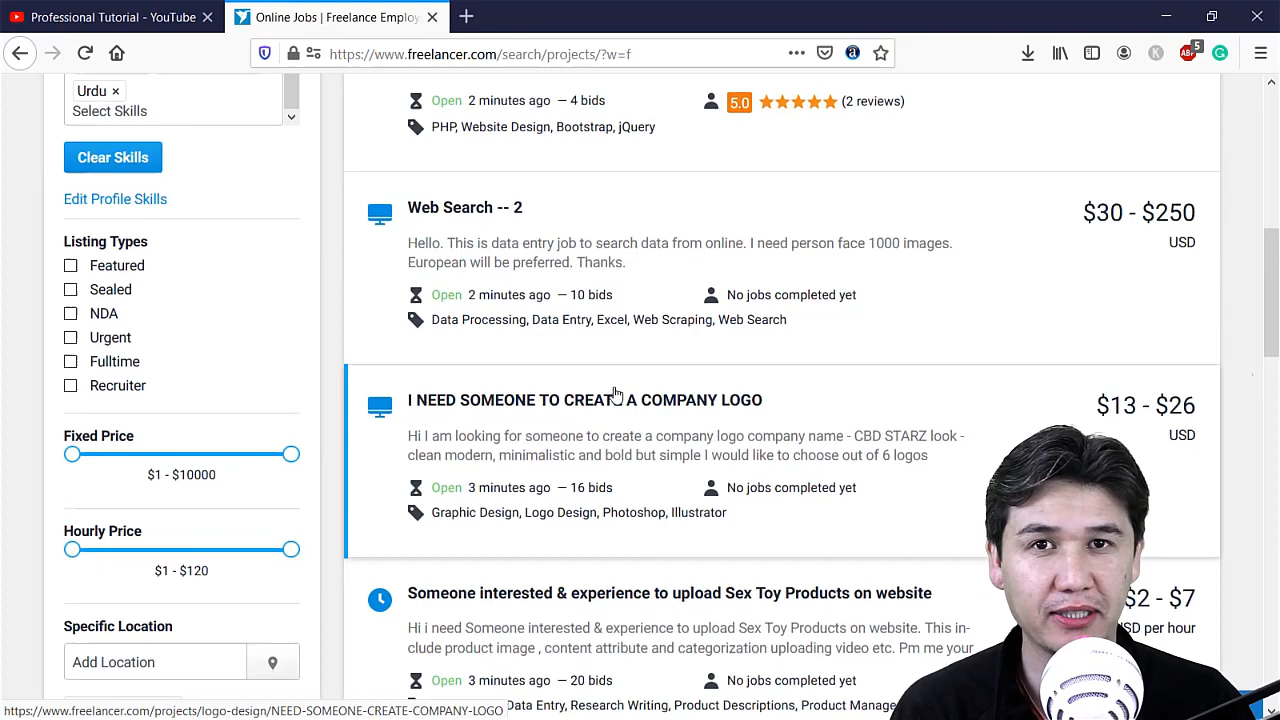 Professional Tutorial - YouTube
Online Jobs | Freelance Employ
https://www.freelancer.com/search/projects/?w=f
5
Urdu ×
Select Skills
Clear Skills
Edit Profile Skills
Listing Types
Featured
Sealed
NDA
Urgent
Fulltime
Recruiter
Fixed Price
$1 - $10000
Hourly Price
$1 - $120
Specific Location
Add Location
Open 2 minutes ago — 4 bids
5.0 (2 reviews)
PHP, Website Design, Bootstrap, jQuery
Web Search -- 2
$30 - $250
USD
Hello. This is data entry job to search data from online. I need person face 1000 images.
European will be preferred. Thanks.
Open 2 minutes ago — 10 bids
No jobs completed yet
Data Processing, Data Entry, Excel, Web Scraping, Web Search
I NEED SOMEONE TO CREATE A COMPANY LOGO
$13 - $26
USD
Hi I am looking for someone to create a company logo company name - CBD STARZ look -
clean modern, minimalistic and bold but simple I would like to choose out of 6 logos
Open 3 minutes ago — 16 bids
No jobs completed yet
Graphic Design, Logo Design, Photoshop, Illustrator
Someone interested & experience to upload Sex Toy Products on website
$2 - $7
USD per hour
Hi i need Someone interested & experience to upload Sex Toy Products on website. This in-
clude product image , content attribute and categorization uploading video etc. Pm me your
Open 3 minutes ago — 20 bids
No jobs completed yet
Data Entry, Research Writing, Product Descriptions, Product Mana
https://www.freelancer.com/projects/logo-design/NEED-SOMEONE-CREATE-COMPANY-LOGO